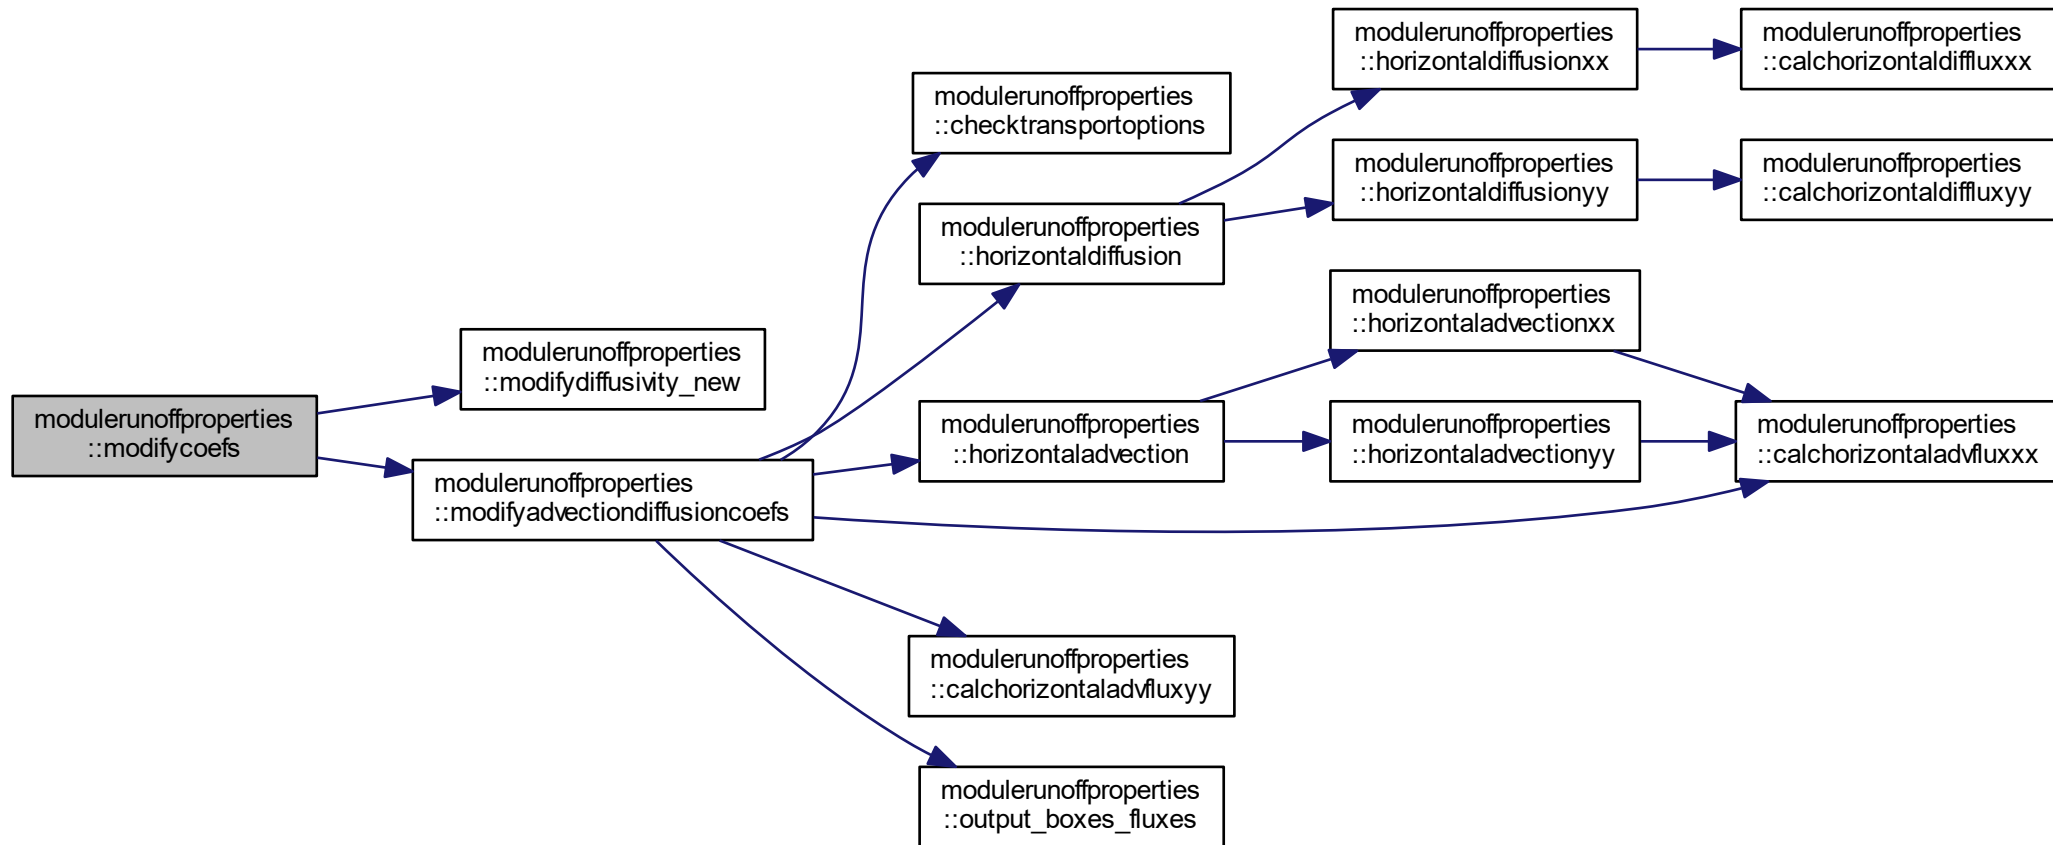 modulerunoffproperties
::modifycoefs
modulerunoffproperties
::modifydiffusivity_new
modulerunoffproperties
::modifyadvectiondiffusioncoefs
modulerunoffproperties
::checktransportoptions
modulerunoffproperties
::horizontaldiffusion
modulerunoffproperties
::horizontaladvection
modulerunoffproperties
::calchorizontaladvfluxyy
modulerunoffproperties
::output_boxes_fluxes
modulerunoffproperties
::horizontaldiffusionxx
modulerunoffproperties
::horizontaldiffusionyy
modulerunoffproperties
::horizontaladvectionxx
modulerunoffproperties
::horizontaladvectionyy
modulerunoffproperties
::calchorizontaldiffluxxx
modulerunoffproperties
::calchorizontaldiffluxyy
modulerunoffproperties
::calchorizontaladvfluxxx